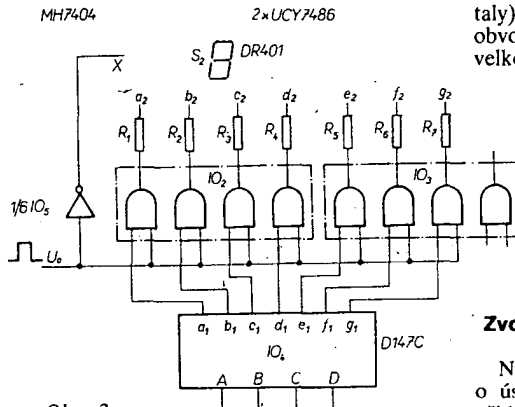 MH7404 2×UCY7486
taly)
obvo
velk
X S₂ DR401
a₂ b₂ c₂ d₂ e₂ f₂ g₂
R₁ R₂ R₃ R₄ R₅ R₆ R₇
IO₂ IO₃
1/6 IO₅
U₀
a₁ b₁ c₁ d₁ e₁ f₁ g₁
D147C
IO₄
A B C D
Zvo
N
o ús